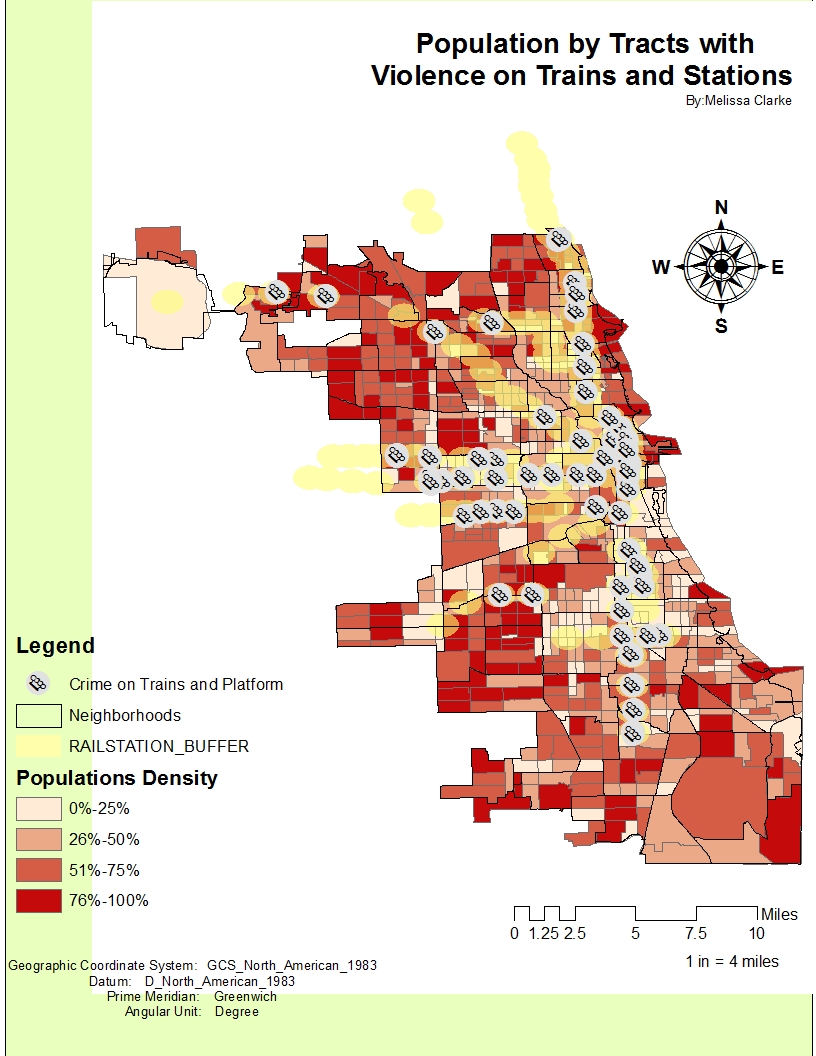 Population by Tracts with
Violence on Trains and Stations
By:Melissa Clarke
N
W E
S
Legend
Crime on Trains and Platform
Neighborhoods
RAILSTATION_BUFFER
Populations Density
0%-25%
26%-50%
51%-75%
76%-100%
Miles
0 1.25 2.5 5 7.5 10
1 in = 4 miles
Geographic Coordinate System: GCS_North_American_1983
Datum: D_North_American_1983
Prime Meridian: Greenwich
Angular Unit: Degree